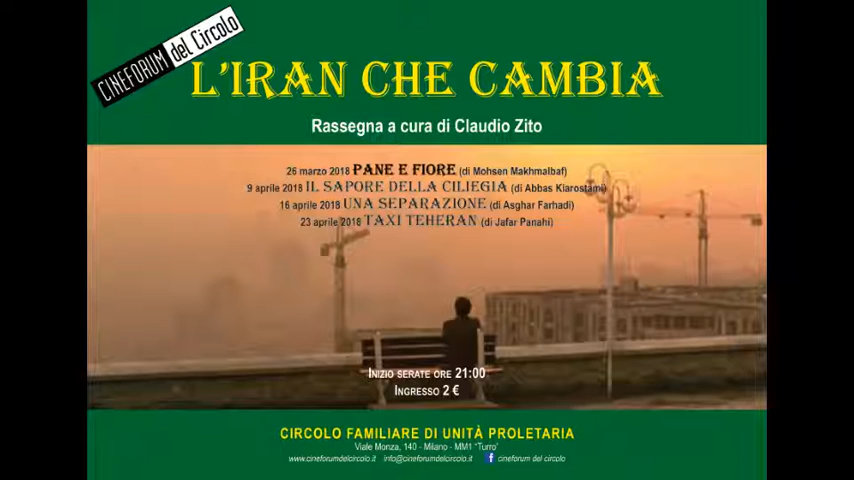 CINEFORUM del Circolo
L'IRAN CHE CAMBIA
Rassegna a cura di Claudio Zito
26 marzo 2018 PANE E FIORE (di Mohsen Makhmalbaf)
9 aprile 2018 IL SAPORE DELLA CILIEGIA (di Abbas Kiarostami)
16 aprile 2018 UNA SEPARAZIONE (di Asghar Farhadi)
23 aprile 2018 TAXI TEHERAN (di Jafar Panahi)
INIZIO SERATE ORE 21:00
INGRESSO 2 €
CIRCOLO FAMILIARE DI UNITÀ PROLETARIA
Viale Monza, 140 - Milano - MM1 "Turro"
www.cineforumdelcircolo.it info@cineforumdelcircolo.it f cineforum del circolo